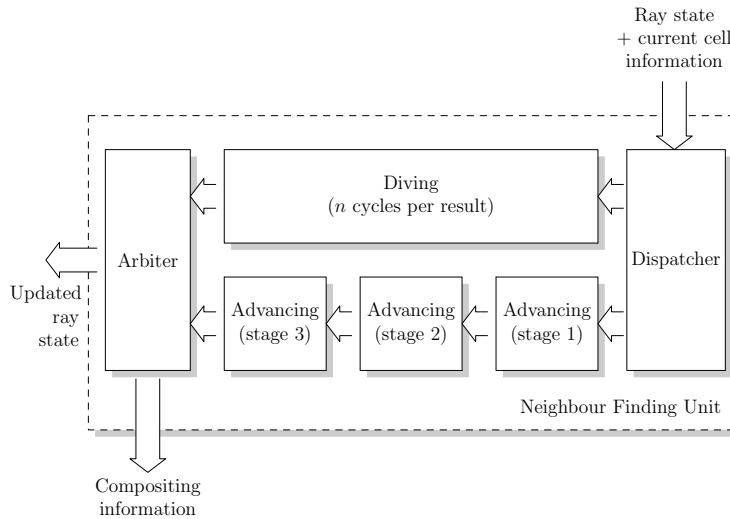 Ray state
+ current cell
information
Diving
(n cycles per result)
Arbiter
Dispatcher
Updated
ray
state
Advancing
(stage 3)
Advancing
(stage 2)
Advancing
(stage 1)
Neighbour Finding Unit
Compositing
information